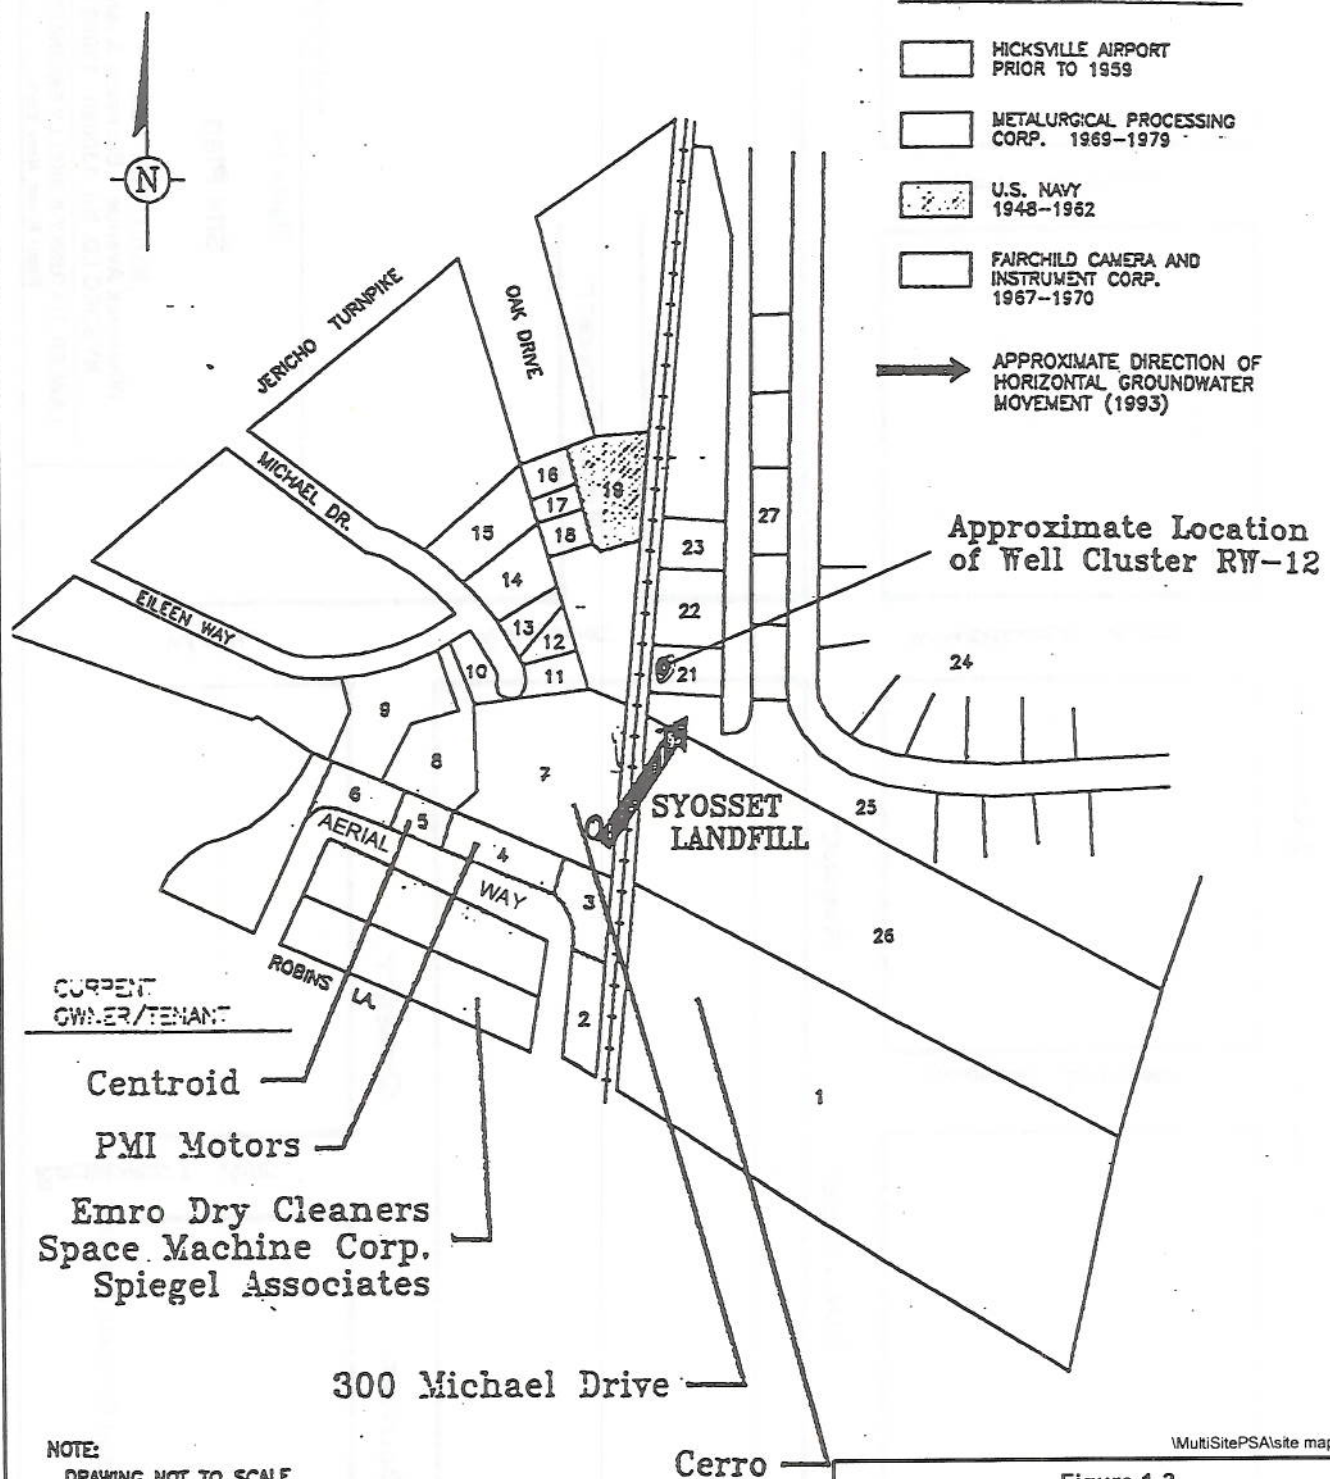 HICKSVILLE AIRPORT
PRIOR TO 1959
METALURGICAL PROCESSING
CORP. 1969-1979
U.S. NAVY
1948-1962
FAIRCHILD CAMERA AND
INSTRUMENT CORP.
1967-1970
APPROXIMATE DIRECTION OF
HORIZONTAL GROUNDWATER
MOVEMENT (1993)
N
JERICHO TURNPIKE
OAK DRIVE
MICHAEL DR.
EILEEN WAY
16
17
18
19
15
14
13
12
11
10
9
8
7
6
5
4
3
2
1
27
23
22
21
24
25
26
Approximate Location
of Well Cluster RW-12
SYOSSET
LANDFILL
AERIAL
WAY
ROBINS LA.
CURRENT
OWNER/TENANT
Centroid
PMI Motors
Emro Dry Cleaners
Space Machine Corp.
Spiegel Associates
300 Michael Drive
Cerro
NOTE:
DRAWING NOT TO SCALE
\MultiSitePSA\site map